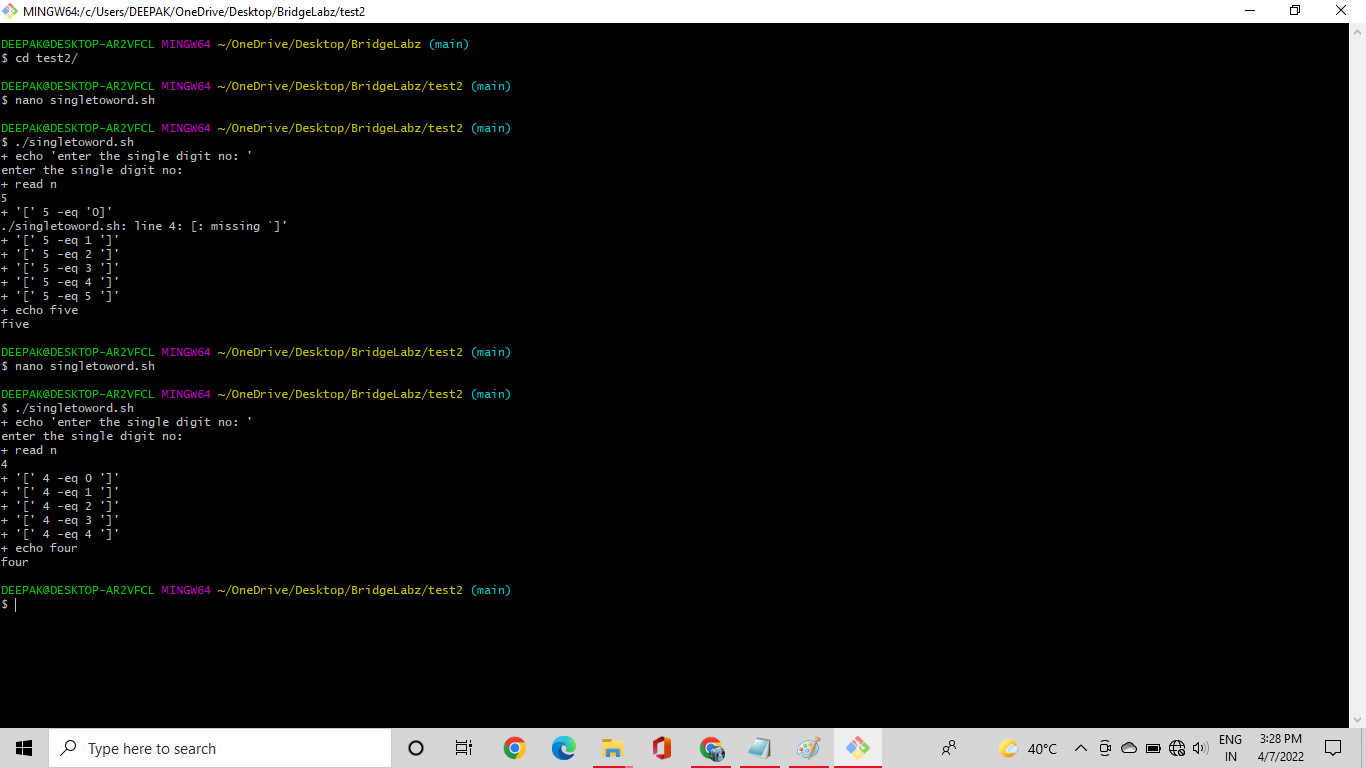 MINGW64:/c/Users/DEEPAK/OneDrive/Desktop/BridgeLabz/test2
DEEPAK@DESKTOP-AR2VFCL MINGW64 ~/OneDrive/Desktop/BridgeLabz (main)
$ cd test2/
DEEPAK@DESKTOP-AR2VFCL MINGW64 ~/OneDrive/Desktop/BridgeLabz/test2 (main)
$ nano singletoword.sh
DEEPAK@DESKTOP-AR2VFCL MINGW64 ~/OneDrive/Desktop/BridgeLabz/test2 (main)
$ ./singletoword.sh
+ echo 'enter the single digit no: '
enter the single digit no:
+ read n
5
+ '[' 5 -eq '0]'
./singletoword.sh: line 4: [: missing `]'
+ '[' 5 -eq 1 ']'
+ '[' 5 -eq 2 ']'
+ '[' 5 -eq 3 ']'
+ '[' 5 -eq 4 ']'
+ '[' 5 -eq 5 ']'
+ echo five
five
DEEPAK@DESKTOP-AR2VFCL MINGW64 ~/OneDrive/Desktop/BridgeLabz/test2 (main)
$ nano singletoword.sh
DEEPAK@DESKTOP-AR2VFCL MINGW64 ~/OneDrive/Desktop/BridgeLabz/test2 (main)
$ ./singletoword.sh
+ echo 'enter the single digit no: '
enter the single digit no:
+ read n
4
+ '[' 4 -eq 0 ']'
+ '[' 4 -eq 1 ']'
+ '[' 4 -eq 2 ']'
+ '[' 4 -eq 3 ']'
+ '[' 4 -eq 4 ']'
+ echo four
four
DEEPAK@DESKTOP-AR2VFCL MINGW64 ~/OneDrive/Desktop/BridgeLabz/test2 (main)
$
Type here to search
40°C
ENG
IN
3:28 PM
4/7/2022